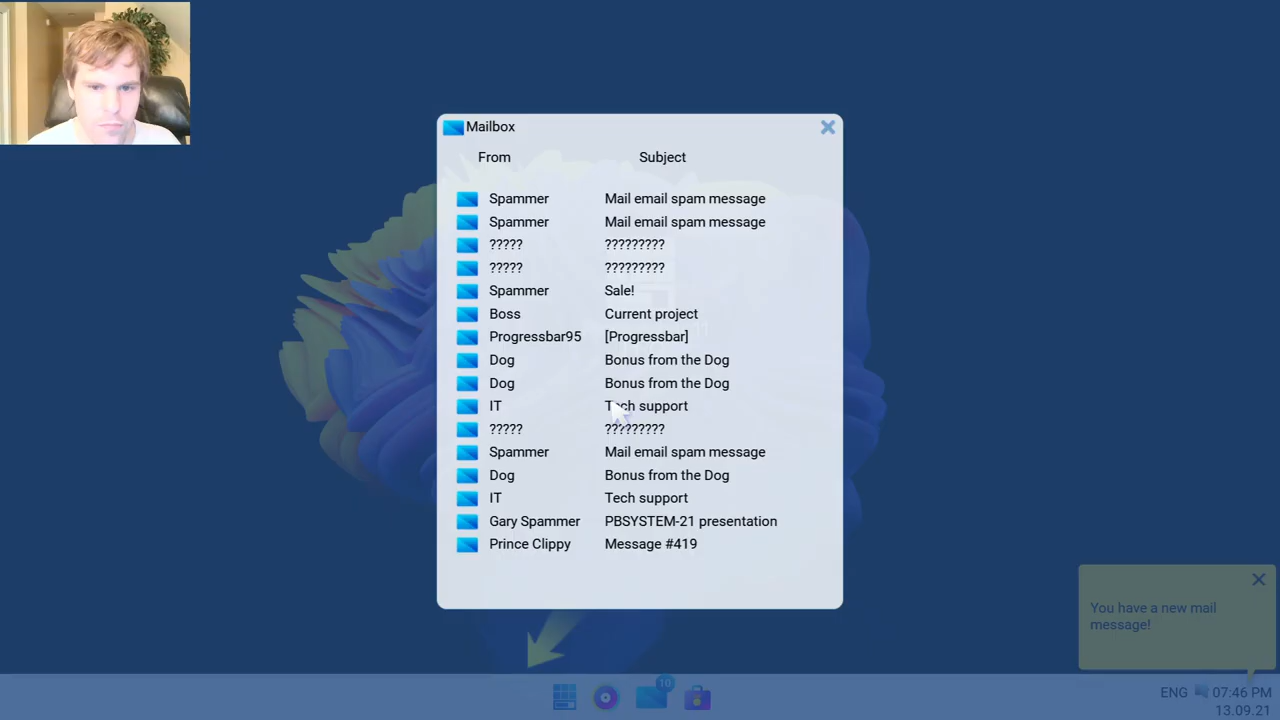 Mailbox
From Subject
Spammer Mail email spam message
Spammer Mail email spam message
????? ?????????
????? ?????????
Spammer Sale!
Boss Current project
Progressbar95 [Progressbar]
Dog Bonus from the Dog
Dog Bonus from the Dog
IT Tech support
????? ?????????
Spammer Mail email spam message
Dog Bonus from the Dog
IT Tech support
Gary Spammer PBSYSTEM-21 presentation
Prince Clippy Message #419
You have a new mail
message!
10
ENG 07:46 PM
13.09.21